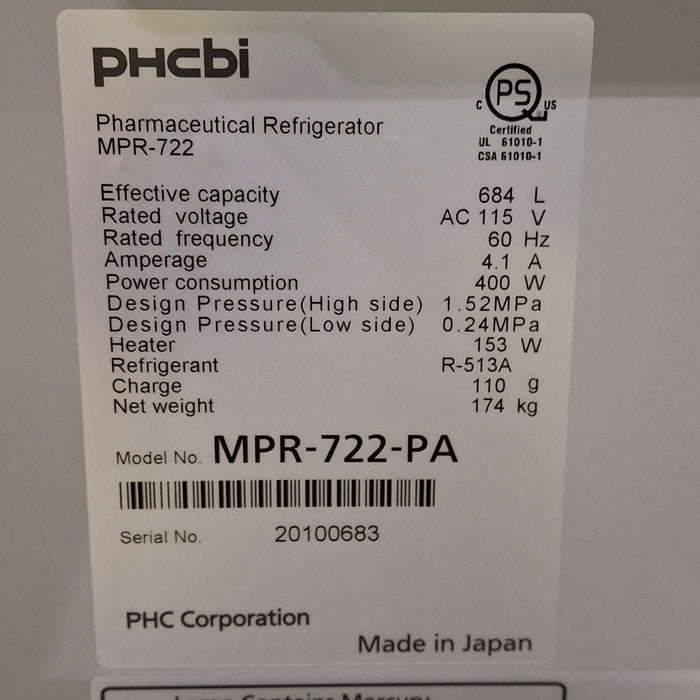 PHCbi
Pharmaceutical Refrigerator
MPR-722
C PS US
Certified
UL 61010-1
CSA 61010-1
Effective capacity 684 L
Rated voltage AC 115 V
Rated frequency 60 Hz
Amperage 4.1 A
Power consumption 400 W
Design Pressure(High side) 1.52MPa
Design Pressure(Low side) 0.24MPa
Heater 153 W
Refrigerant R-513A
Charge 110 g
Net weight 174 kg
Model No. MPR-722-PA
Serial No. 20100683
PHC Corporation
Made in Japan
Lamp Contains Mercury